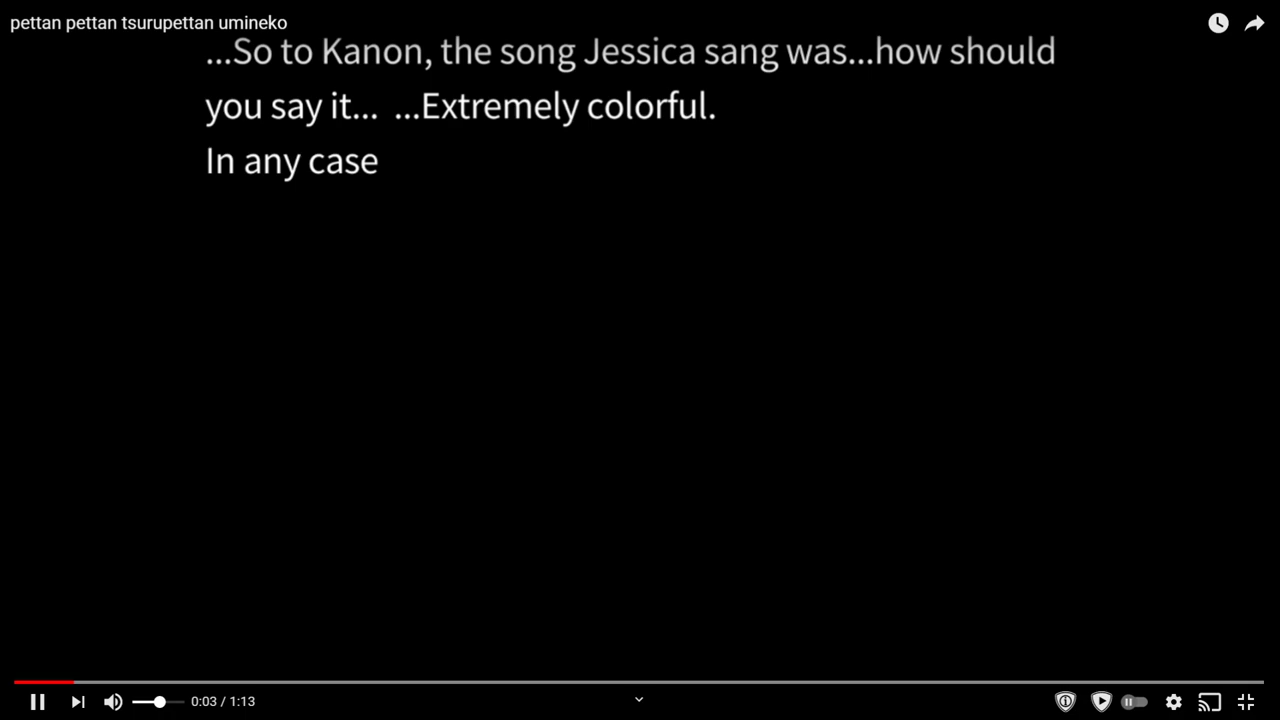 pettan pettan tsurupettan umineko
...So to Kanon, the song Jessica sang was...how should
you say it... ...Extremely colorful.
In any case
0:03 / 1:13